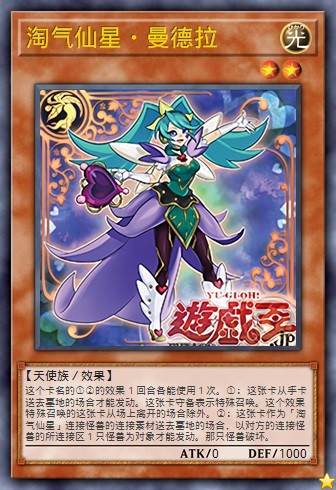 淘气仙星・曼德拉
光
YU-GI-OH!
遊戯王
.JP
【天使族／效果】
这个卡名的①②的效果1回合各能使用1次。①：这张卡从手卡
送去墓地的场合才能发动。这张卡守备表示特殊召唤。这个效果
特殊召唤的这张卡从场上离开的场合除外。②：这张卡作为「淘
气仙星」连接怪兽的连接素材送去墓地的场合，以对方的连接怪
兽的所连接区1只怪兽为对象才能发动。那只怪兽破坏。
ATK/0 DEF/1000